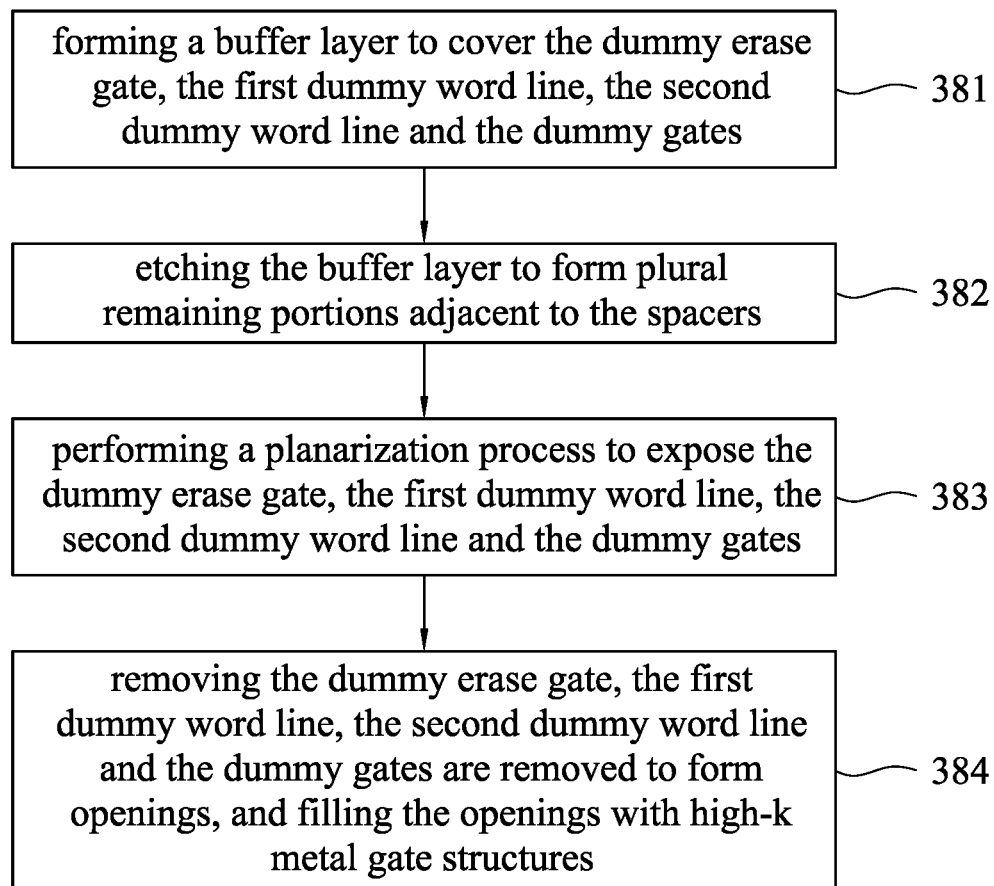 forming a buffer layer to cover the dummy erase
gate, the first dummy word line, the second
dummy word line and the dummy gates
381
etching the buffer layer to form plural
remaining portions adjacent to the spacers
382
performing a planarization process to expose the
dummy erase gate, the first dummy word line, the
second dummy word line and the dummy gates
383
removing the dummy erase gate, the first
dummy word line, the second dummy word line
and the dummy gates are removed to form
openings, and filling the openings with high-k
metal gate structures
384